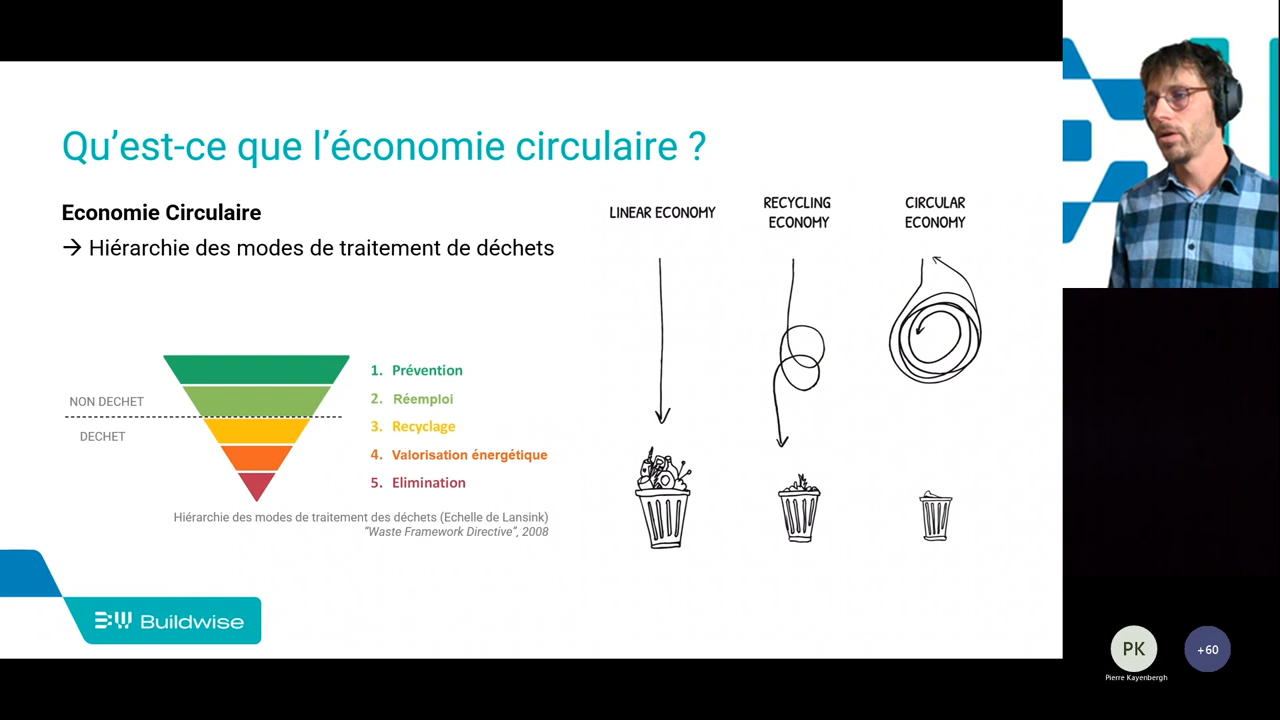 Qu'est-ce que l'économie circulaire ?
Economie Circulaire
→ Hiérarchie des modes de traitement de déchets
NON DECHET
DECHET
1. Prévention
2. Réemploi
3. Recyclage
4. Valorisation énergétique
5. Elimination
Hiérarchie des modes de traitement des déchets (Echelle de Lansink)
"Waste Framework Directive", 2008
LINEAR ECONOMY
RECYCLING
ECONOMY
CIRCULAR
ECONOMY
Buildwise
PK
Pierre Kayenbergh
+60